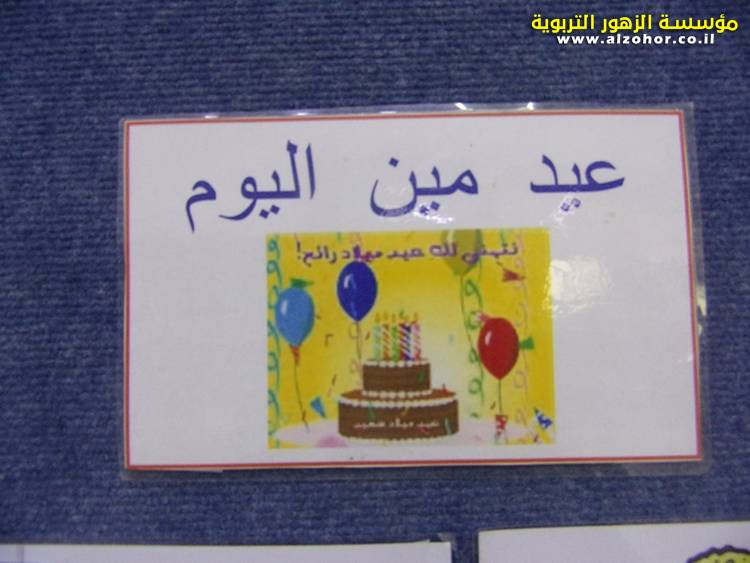 مؤسسة الزهور التربوية
www.alzohor.co.il
عيد مين اليوم
نتمنى لك عيد ميلاد رائع!
عيد ميلاد سعيد